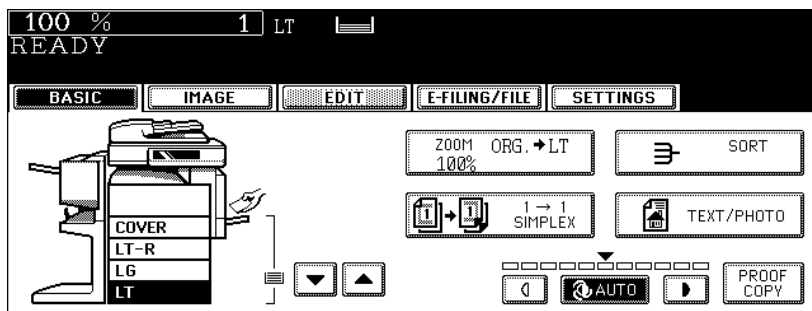 100 % 1 LT
READY
BASIC IMAGE EDIT E-FILING/FILE SETTINGS
ZOOM ORG.➔LT
100%
SORT
1 → 1
SIMPLEX
TEXT/PHOTO
COVER
LT-R
LG
LT
AUTO
PROOF
COPY